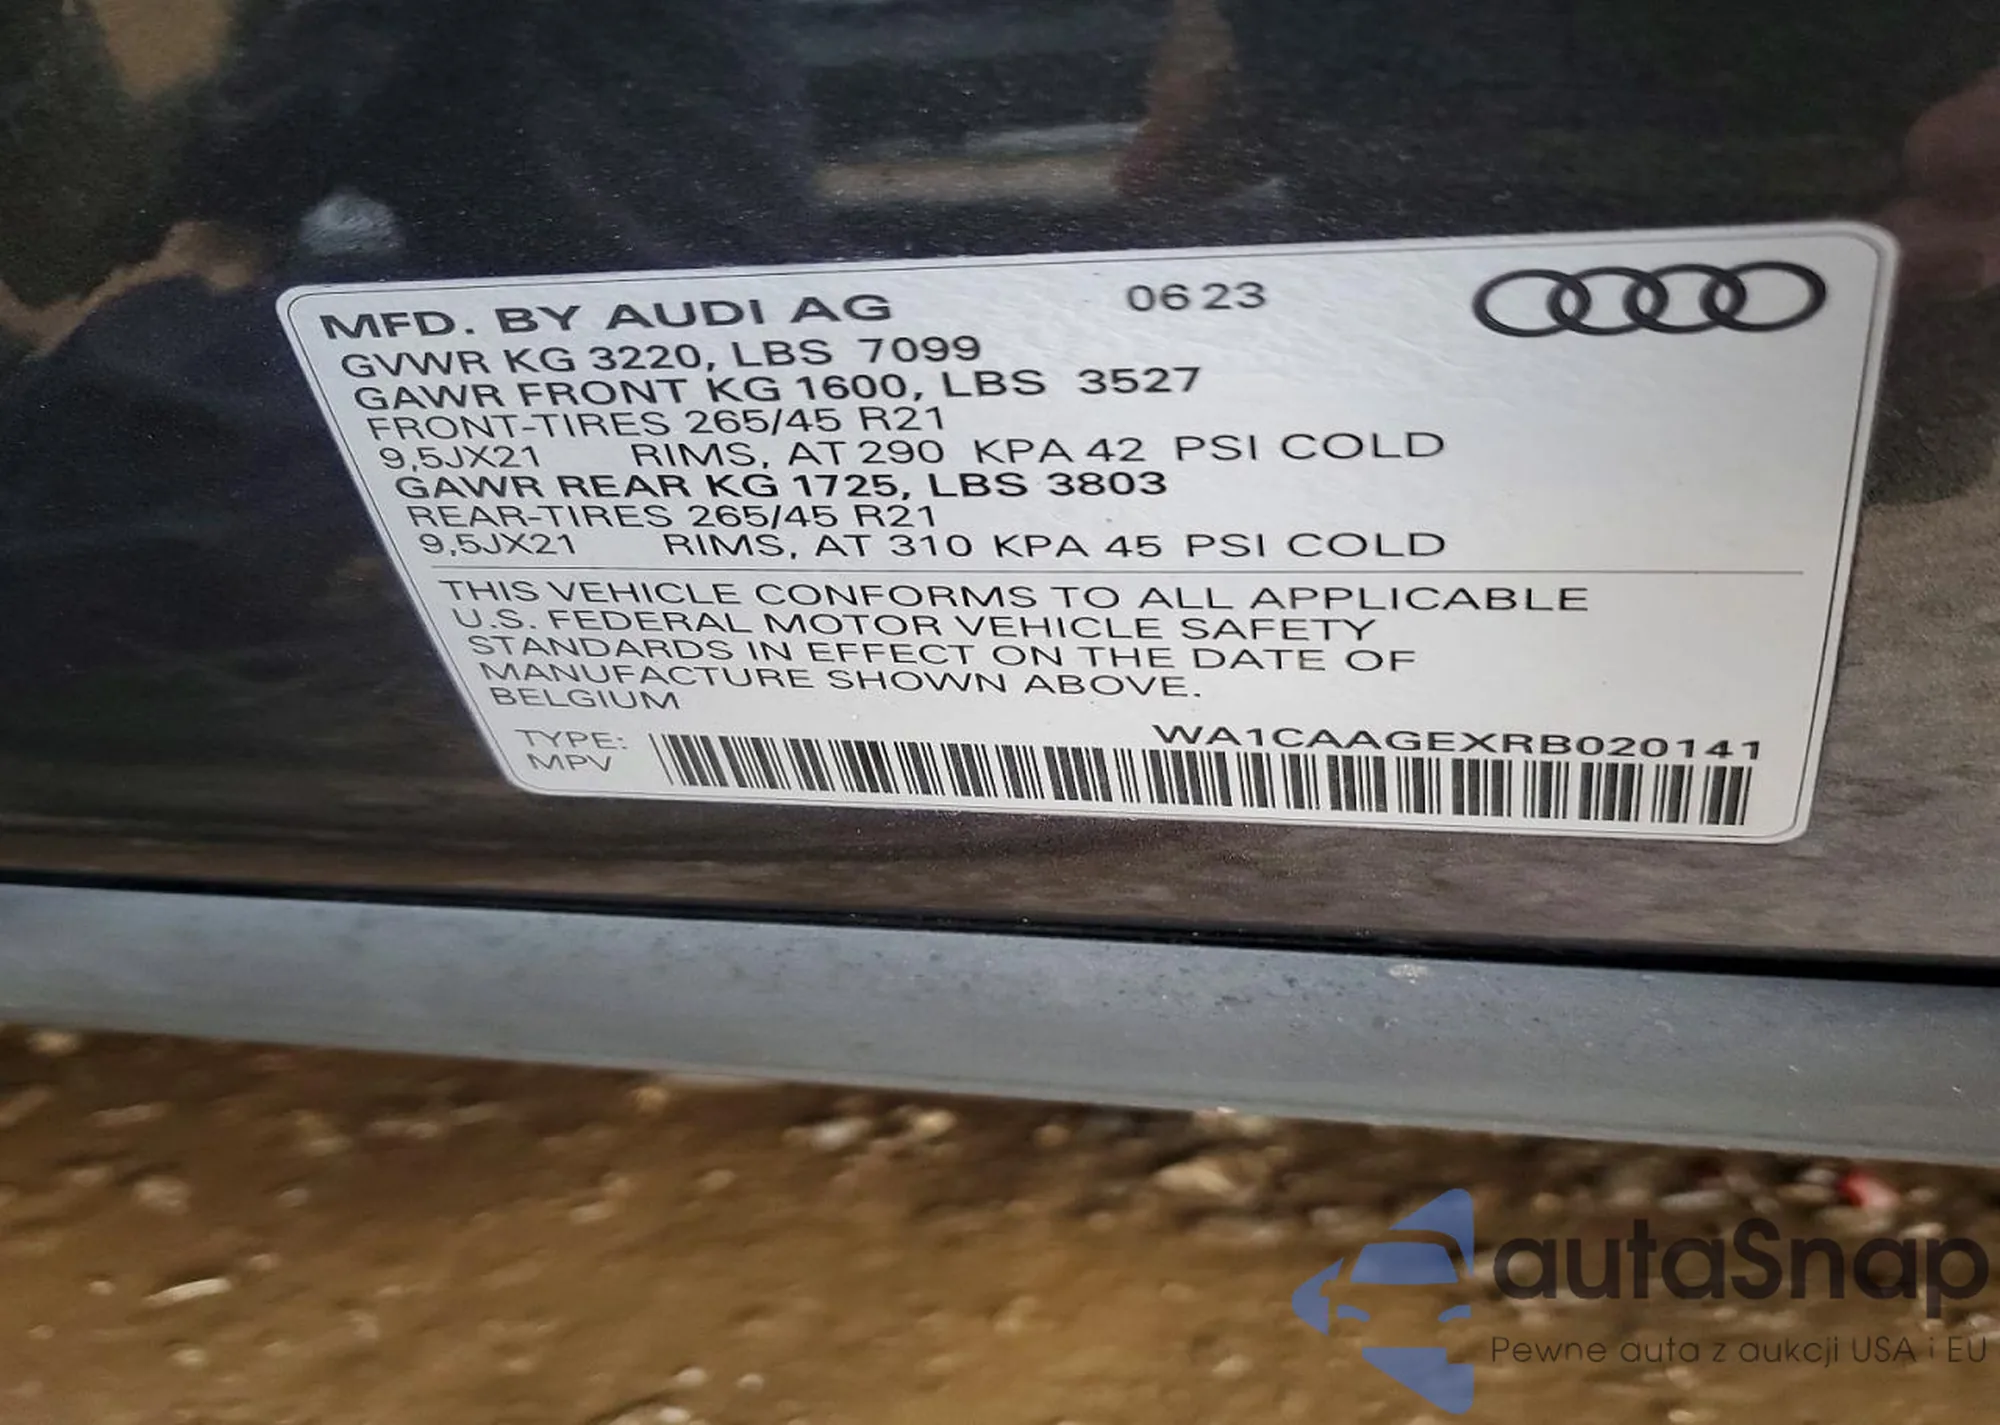 MFD. BY AUDI AG 0623
GVWR KG 3220, LBS 7099
GAWR FRONT KG 1600, LBS 3527
FRONT-TIRES 265/45 R21
9,5JX21 RIMS, AT 290 KPA 42 PSI COLD
GAWR REAR KG 1725, LBS 3803
REAR-TIRES 265/45 R21
9,5JX21 RIMS, AT 310 KPA 45 PSI COLD
THIS VEHICLE CONFORMS TO ALL APPLICABLE
U.S. FEDERAL MOTOR VEHICLE SAFETY
STANDARDS IN EFFECT ON THE DATE OF
MANUFACTURE SHOWN ABOVE.
BELGIUM
WA1CAAGEXRB020141
TYPE:
MPV
autaSnap
Pewne auta z aukcji USA i EU